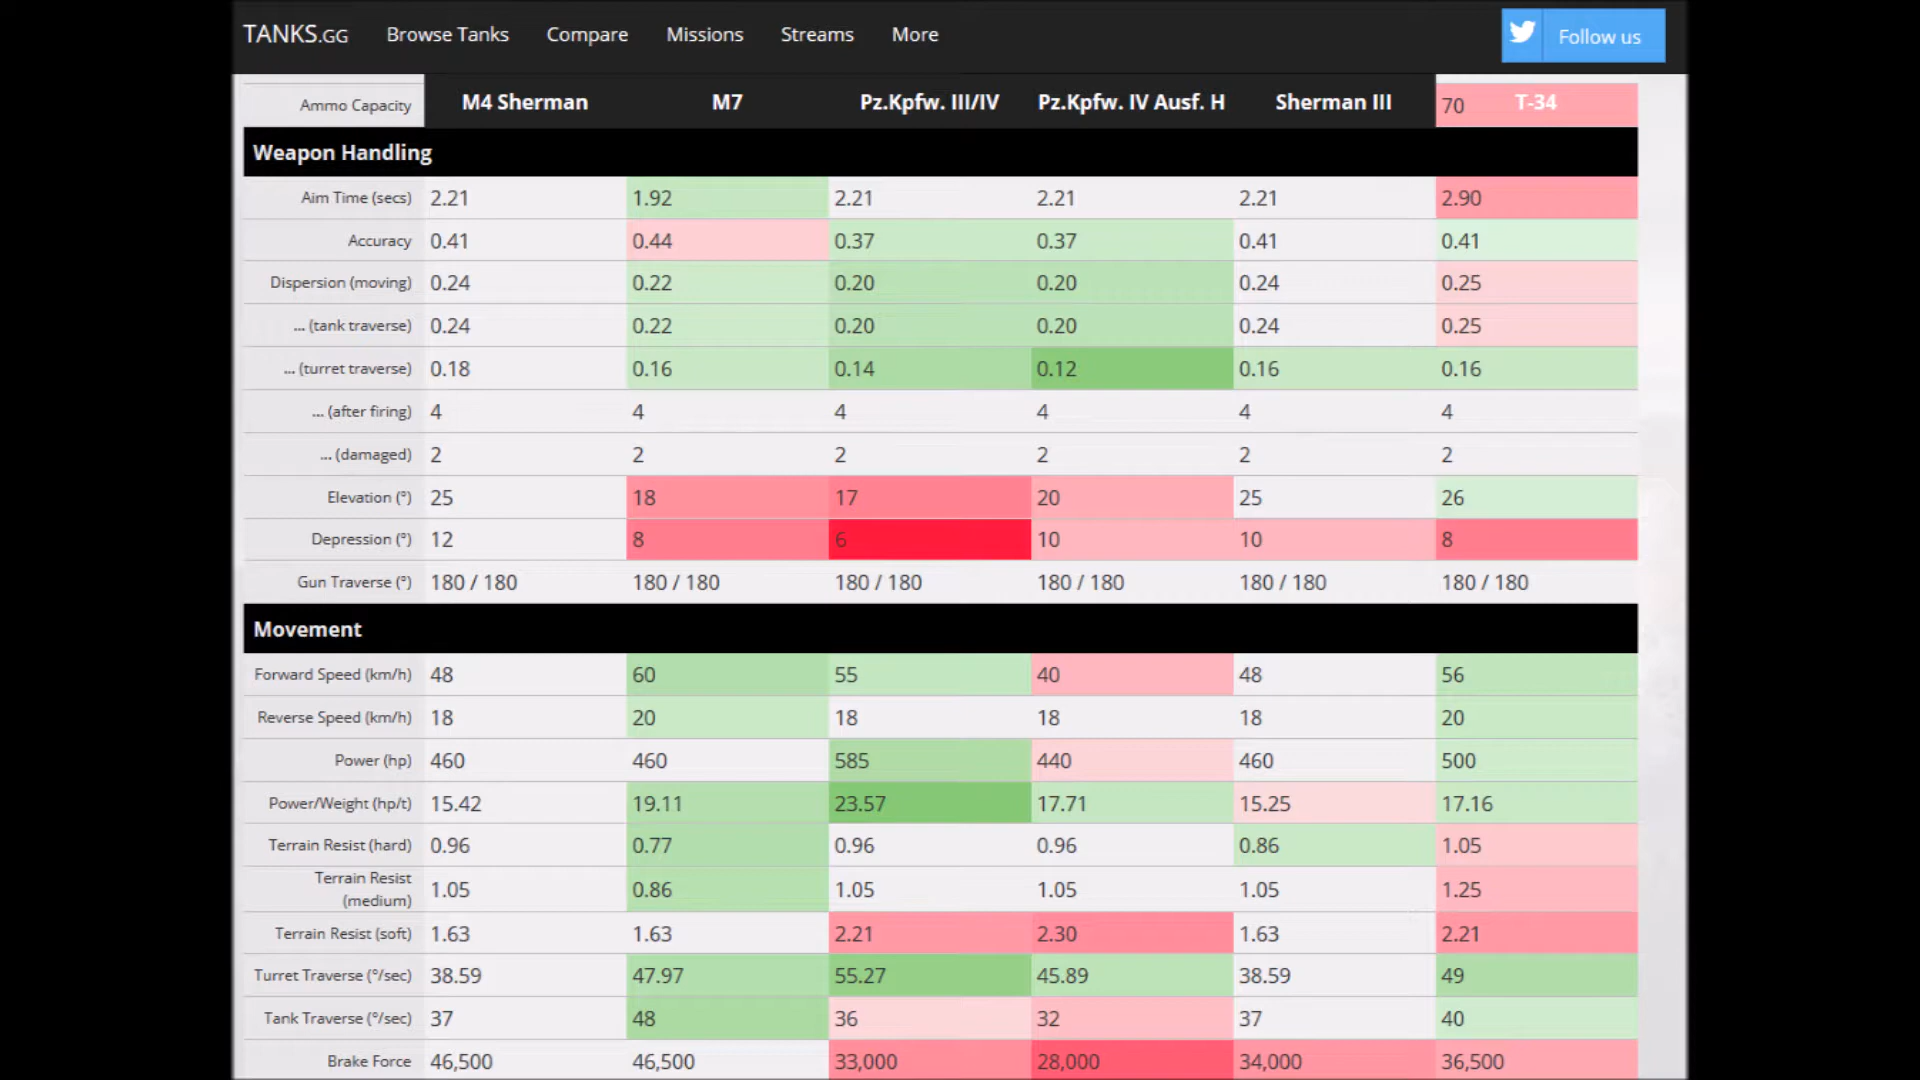 TANKS.GG Browse Tanks Compare Missions Streams More Follow us
Ammo Capacity M4 Sherman M7 Pz.Kpfw. III/IV Pz.Kpfw. IV Ausf. H Sherman III 70 T-34
Weapon Handling
Aim Time (secs) 2.21 1.92 2.21 2.21 2.21 2.90
Accuracy 0.41 0.44 0.37 0.37 0.41 0.41
Dispersion (moving) 0.24 0.22 0.20 0.20 0.24 0.25
... (tank traverse) 0.24 0.22 0.20 0.20 0.24 0.25
... (turret traverse) 0.18 0.16 0.14 0.12 0.16 0.16
... (after firing) 4 4 4 4 4 4
... (damaged) 2 2 2 2 2 2
Elevation (°) 25 18 17 20 25 26
Depression (°) 12 8 6 10 10 8
Gun Traverse (°) 180 / 180 180 / 180 180 / 180 180 / 180 180 / 180 180 / 180
Movement
Forward Speed (km/h) 48 60 55 40 48 56
Reverse Speed (km/h) 18 20 18 18 18 20
Power (hp) 460 460 585 440 460 500
Power/Weight (hp/t) 15.42 19.11 23.57 17.71 15.25 17.16
Terrain Resist (hard) 0.96 0.77 0.96 0.96 0.86 1.05
Terrain Resist
(medium) 1.05 0.86 1.05 1.05 1.05 1.25
Terrain Resist (soft) 1.63 1.63 2.21 2.30 1.63 2.21
Turret Traverse (°/sec) 38.59 47.97 55.27 45.89 38.59 49
Tank Traverse (°/sec) 37 48 36 32 37 40
Brake Force 46,500 46,500 33,000 28,000 34,000 36,500